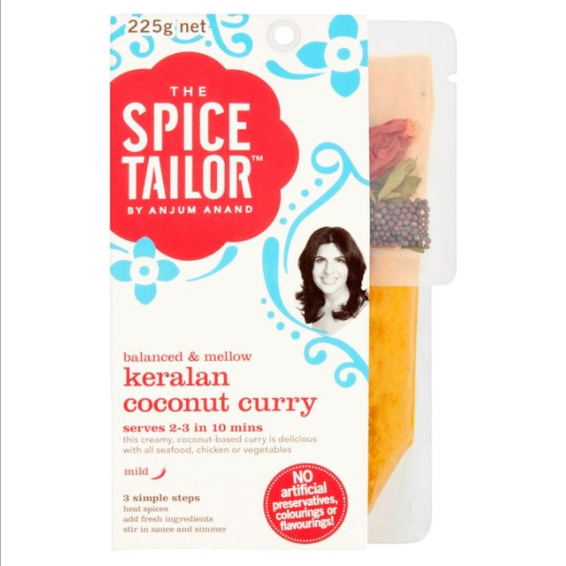 225g net
THE
SPICE
TAILOR™
BY ANJUM ANAND
balanced & mellow
keralan
coconut curry
serves 2-3 in 10 mins
this creamy, coconut-based curry is delicious
with all seafood, chicken or vegetables
mild
3 simple steps
heat spices
add fresh ingredients
stir in sauce and simmer
NO
artificial
preservatives,
colourings or
flavourings!